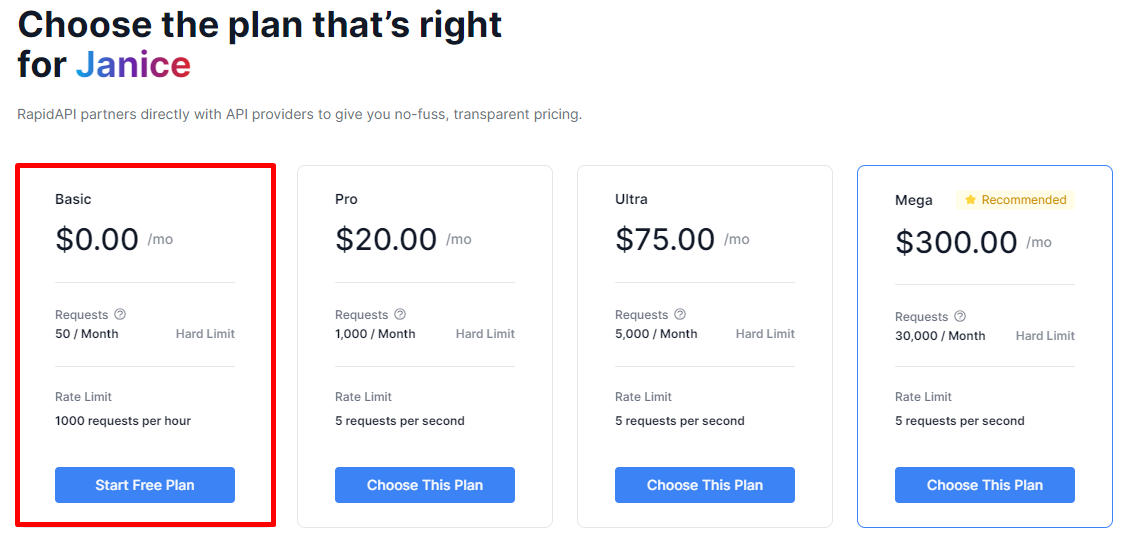 Choose the plan that’s right
for Janice
RapidAPI partners directly with API providers to give you no-fuss, transparent pricing.
Basic
$0.00 /mo
Requests ?
50 / Month Hard Limit
Rate Limit
1000 requests per hour
Start Free Plan
Pro
$20.00 /mo
Requests ?
1,000 / Month Hard Limit
Rate Limit
5 requests per second
Choose This Plan
Ultra
$75.00 /mo
Requests ?
5,000 / Month Hard Limit
Rate Limit
5 requests per second
Choose This Plan
Mega Recommended
$300.00 /mo
Requests ?
30,000 / Month Hard Limit
Rate Limit
5 requests per second
Choose This Plan